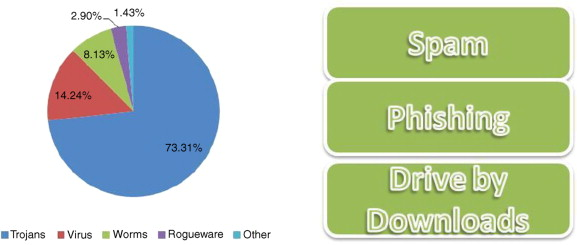 2.90%
1.43%
8.13%
14.24%
73.31%
Trojans Virus Worms Rogueware Other
Spam
Phishing
Drive by
Downloads